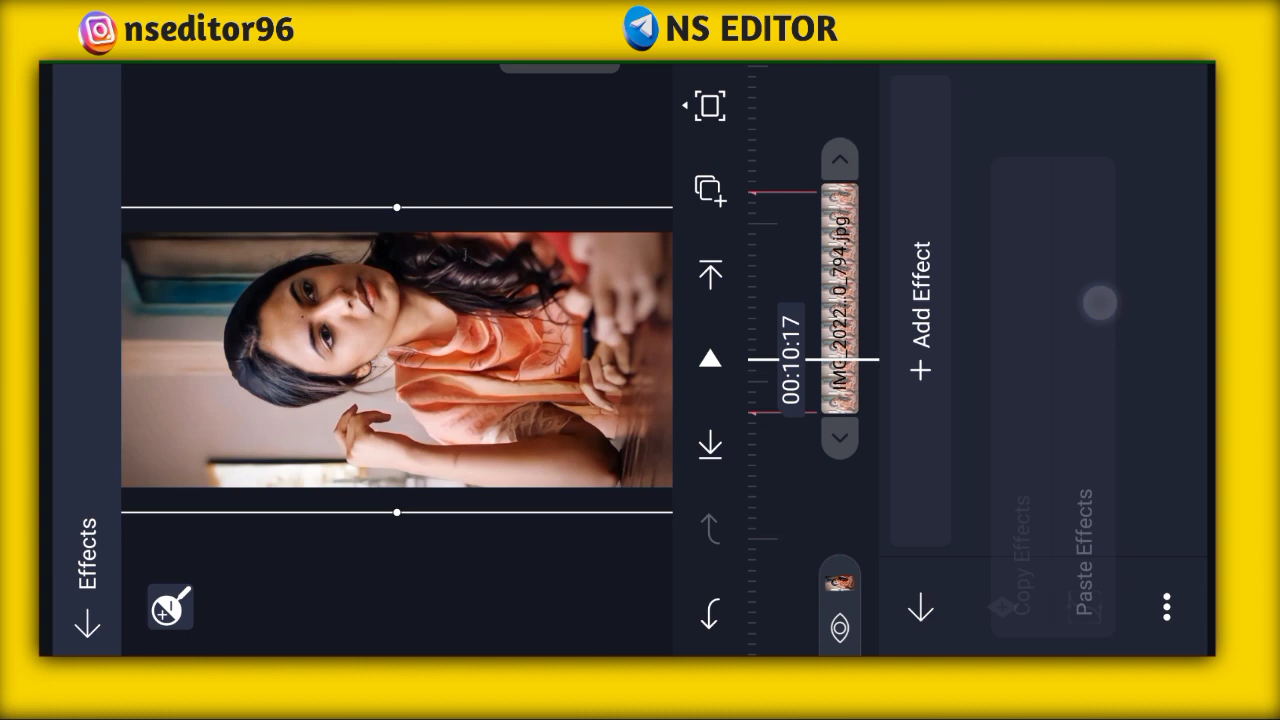 nseditor96
NS EDITOR
Effects
00:10:17
IMG_2022..0_794.jpg
+ Add Effect
Copy Effects
Paste Effects